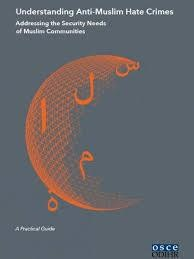 Understanding Anti-Muslim Hate Crimes
Addressing the Security Needs
of Muslim Communities
س ل
ا
م
ة
A Practical Guide
osce
ODIHR